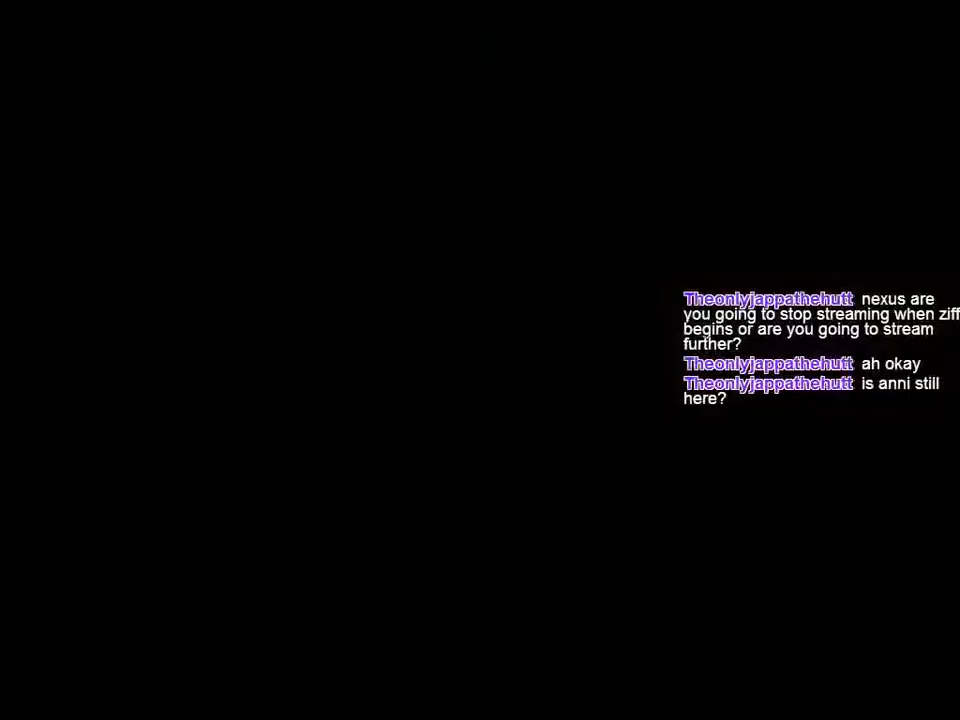 Theonlyjappathehutt nexus are
you going to stop streaming when ziff
begins or are you going to stream
further?
Theonlyjappathehutt ah okay
Theonlyjappathehutt is anni still
here?